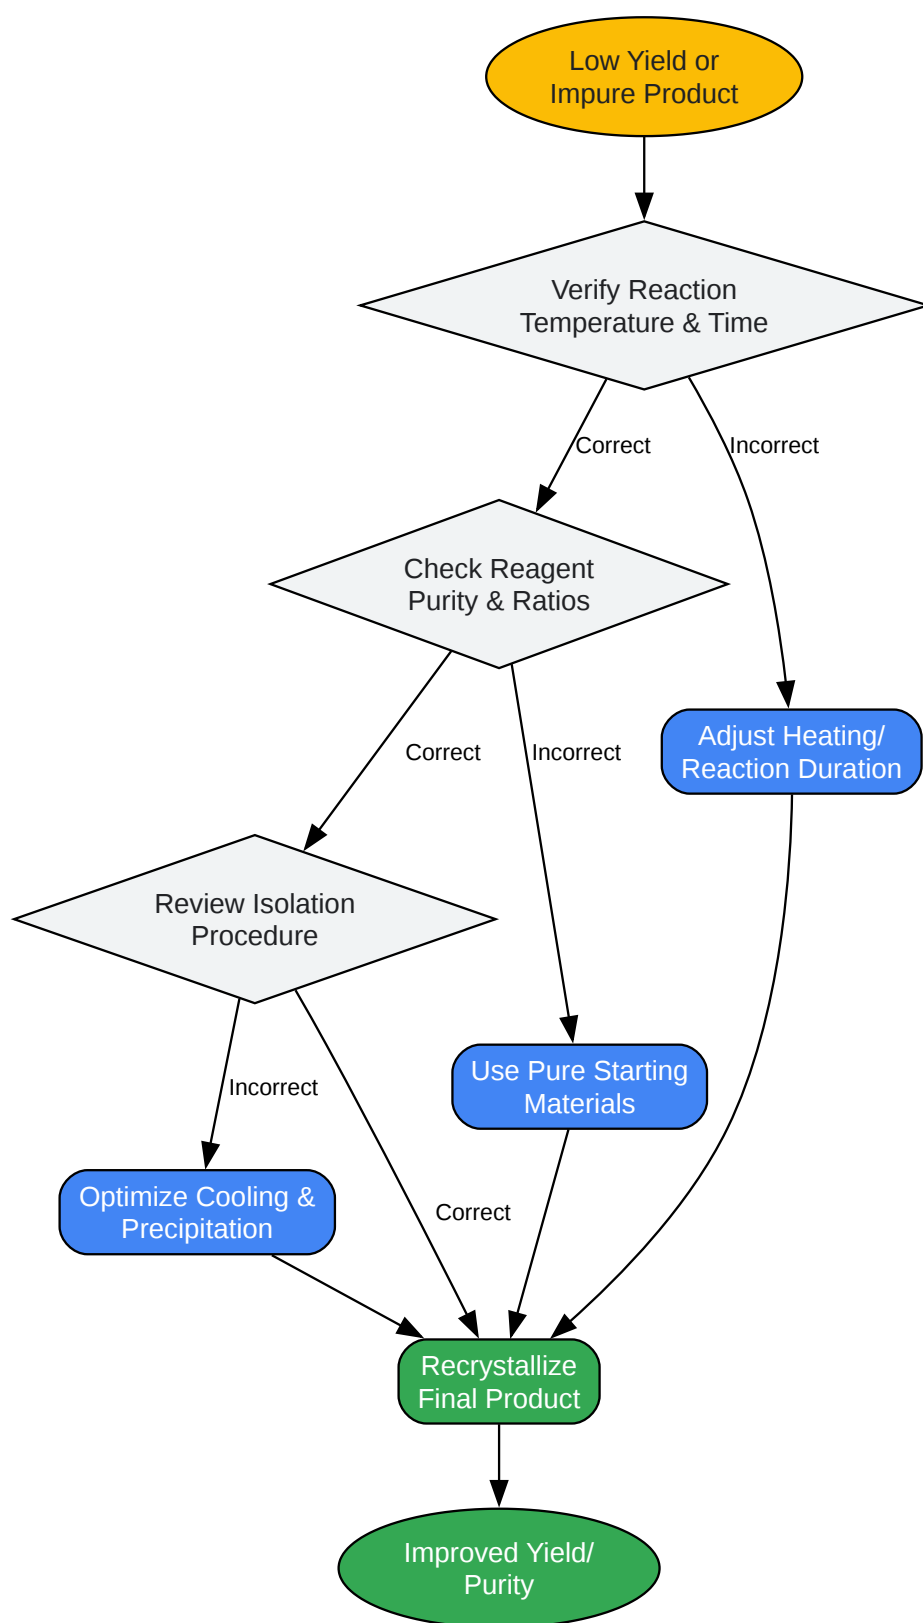 Low Yield or
Impure Product
Verify Reaction
Temperature & Time
Correct
Incorrect
Check Reagent
Purity & Ratios
Adjust Heating/
Reaction Duration
Correct
Incorrect
Review Isolation
Procedure
Use Pure Starting
Materials
Incorrect
Optimize Cooling &
Precipitation
Correct
Recrystallize
Final Product
Improved Yield/
Purity